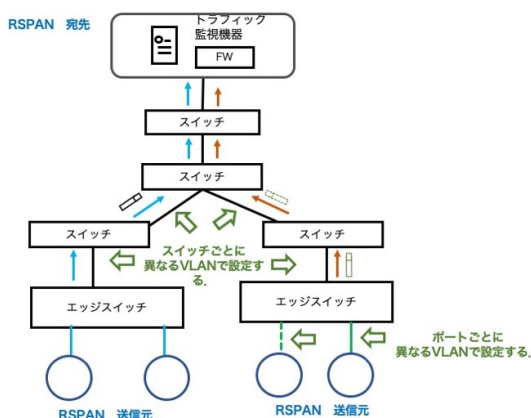 RSPAN 宛先
トラフィック
監視機器
FW
スイッチ
スイッチ
スイッチ
スイッチ
スイッチごとに
異なるVLANで設定す
る.
エッジスイッチ
エッジスイッチ
ポートごとに
異なるVLANで設定する.
RSPAN 送信元
RSPAN 送信元